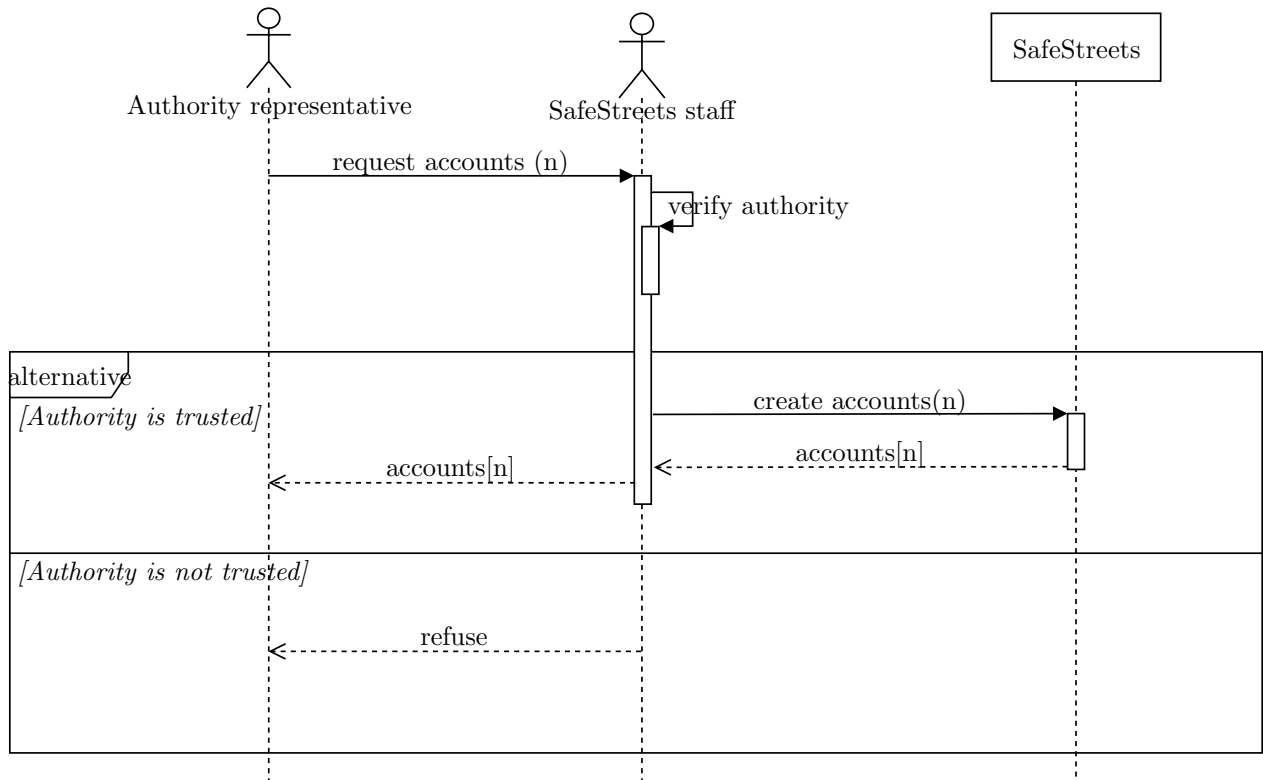 SafeStreets
Authority representative
SafeStreets staff
request accounts (n)
verify authority
alternative
[Authority is trusted]
create accounts(n)
accounts[n]
accounts[n]
[Authority is not trusted]
refuse